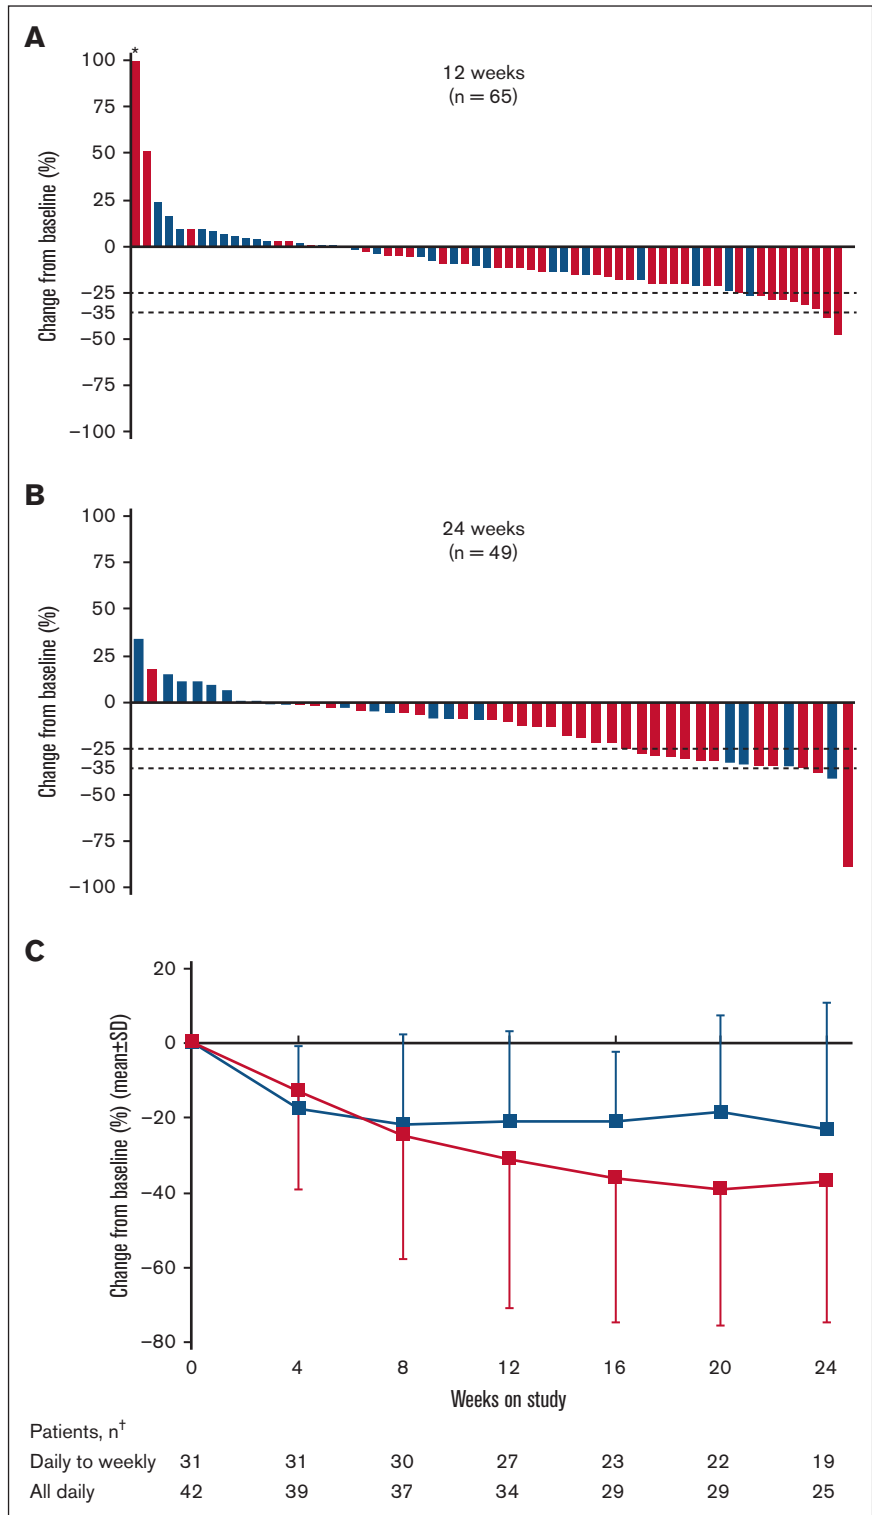 A
*
12 weeks
(n = 65)
Change from baseline (%)
100
75
50
25
0
−25
−35
−50
−75
−100
B
24 weeks
(n = 49)
Change from baseline (%)
100
75
50
25
0
−25
−35
−50
−75
−100
C
Change from baseline (%) (mean±SD)
20
0
−20
−40
−60
−80
0 4 8 12 16 20 24
Weeks on study
Patients, n†
Daily to weekly 31 31 30 27 23 22 19
All daily 42 39 37 34 29 29 25